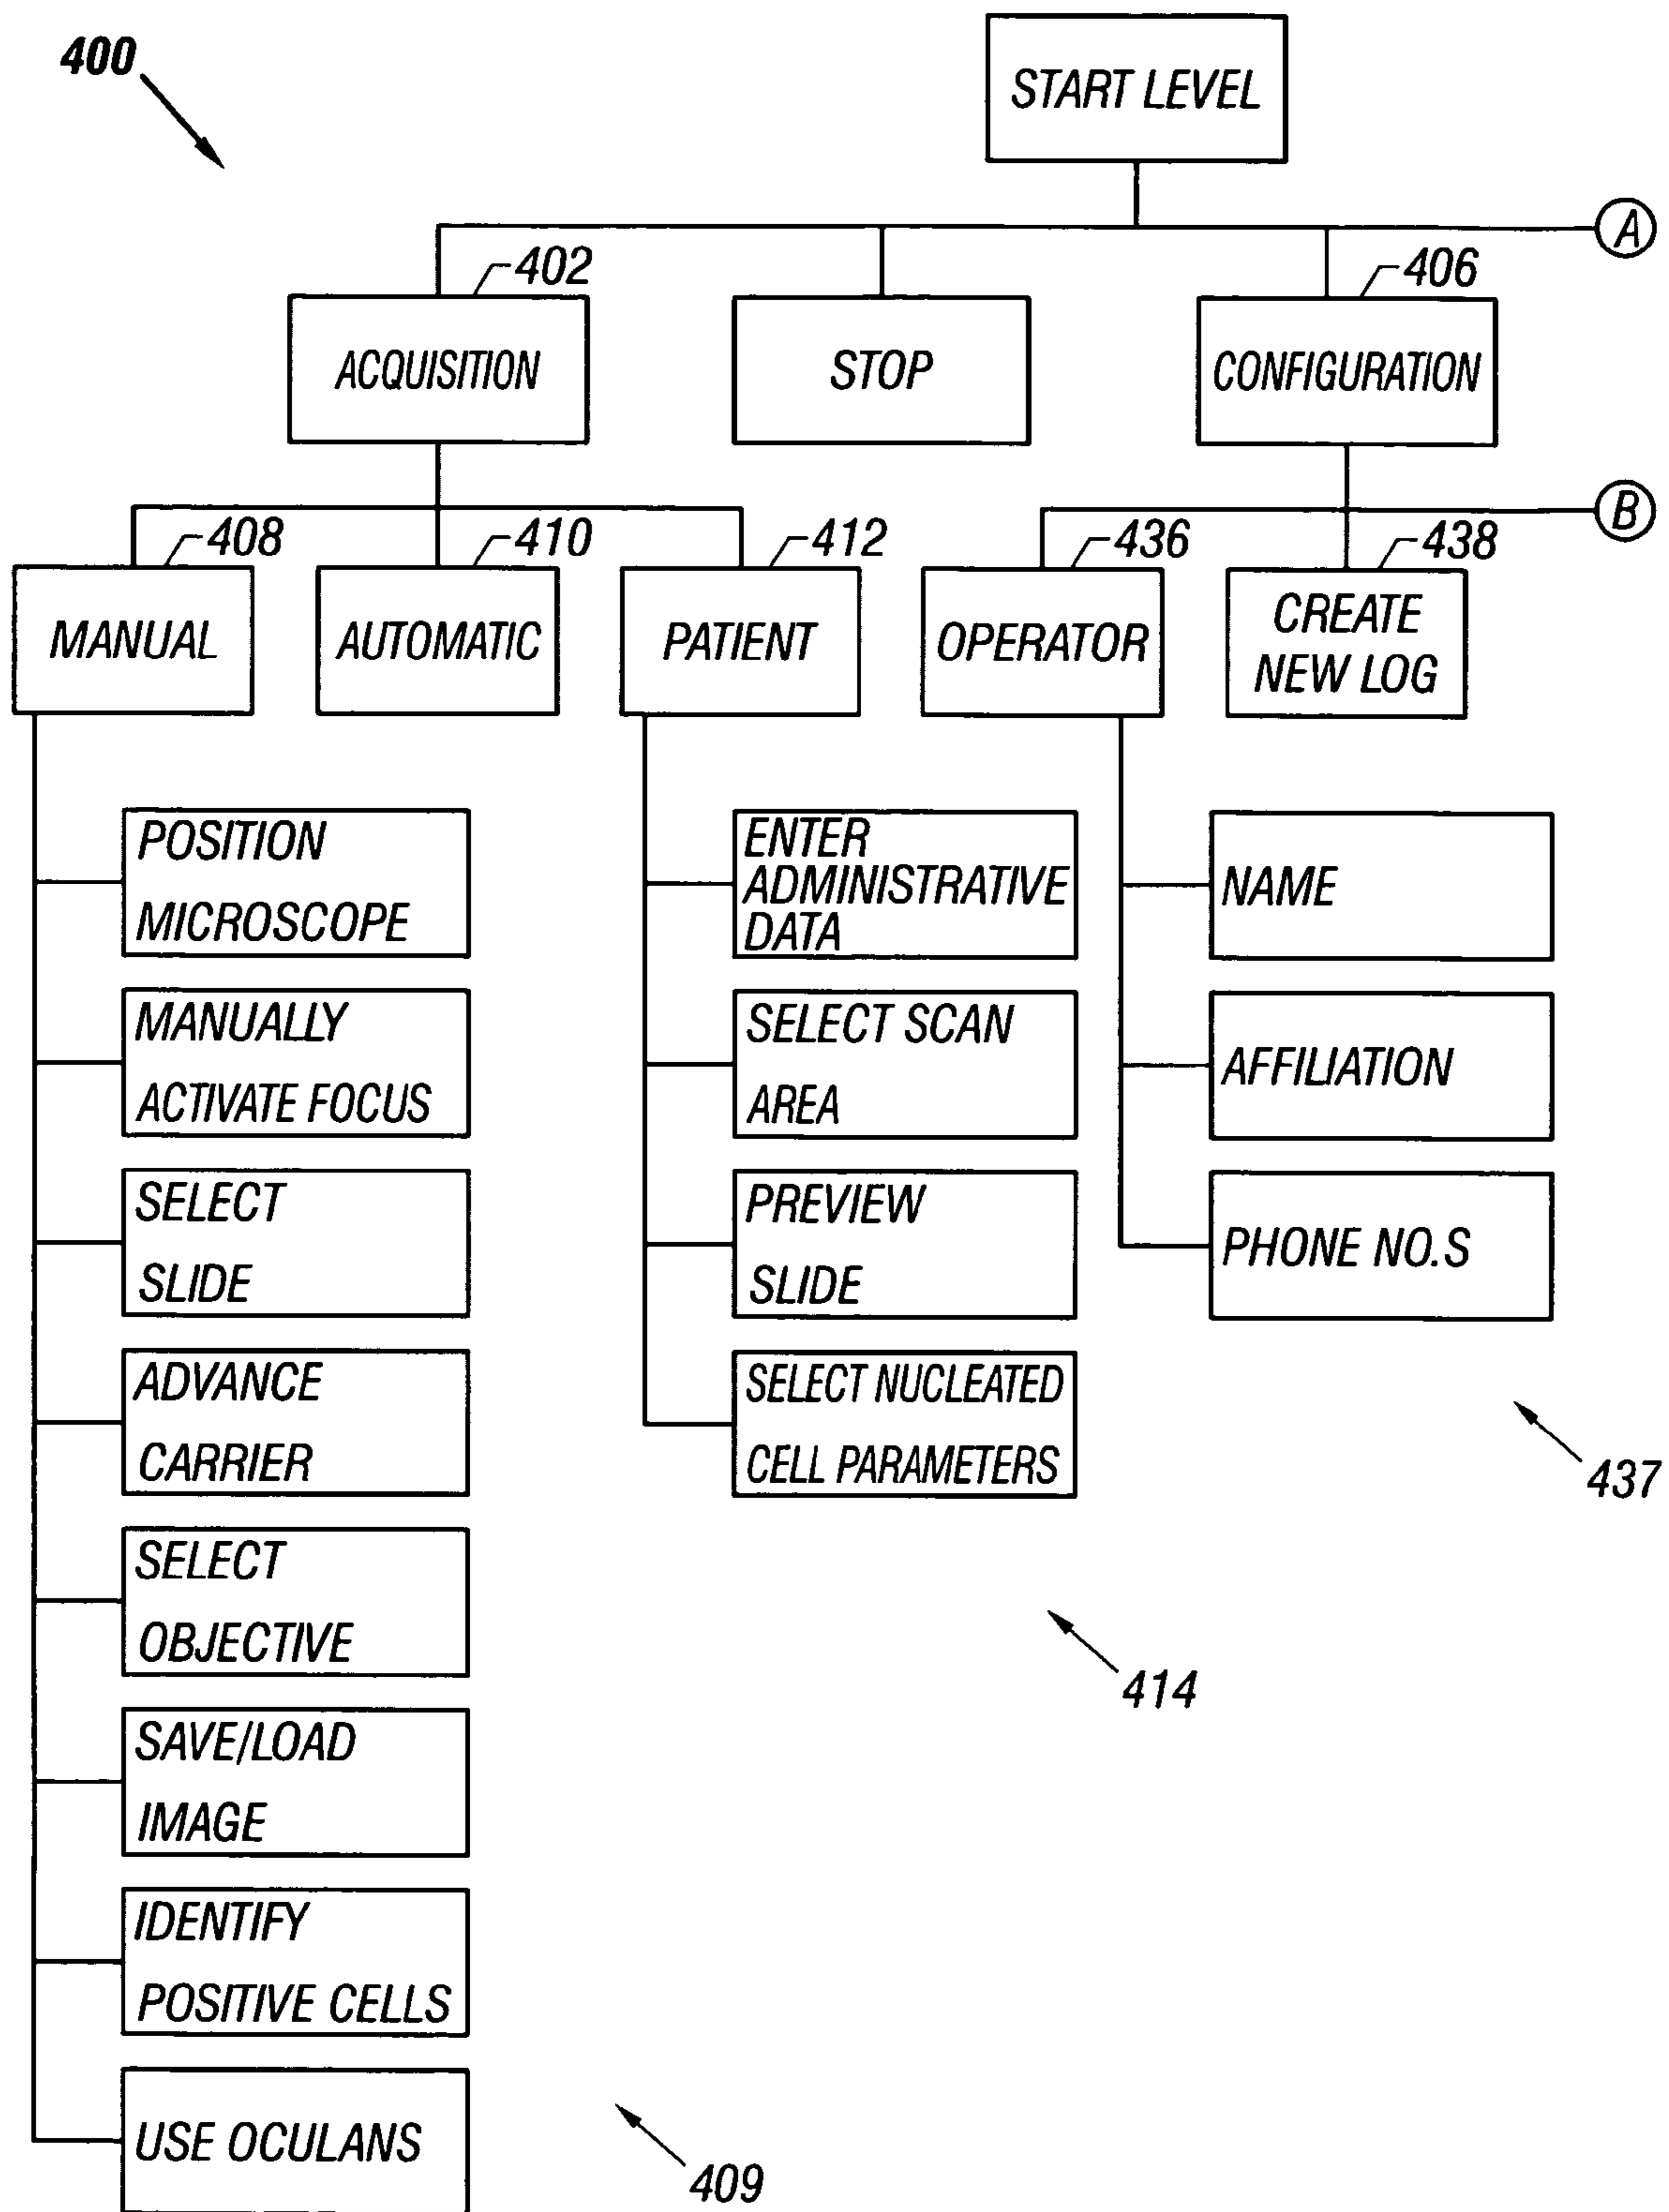 400
START LEVEL
A
402
406
ACQUISITION
STOP
CONFIGURATION
B
408
410
412
436
438
MANUAL
AUTOMATIC
PATIENT
OPERATOR
CREATE
NEW LOG
POSITION
MICROSCOPE
MANUALLY
ACTIVATE FOCUS
SELECT
SLIDE
ADVANCE
CARRIER
SELECT
OBJECTIVE
SAVE/LOAD
IMAGE
IDENTIFY
POSITIVE CELLS
USE OCULANS
409
ENTER
ADMINISTRATIVE
DATA
SELECT SCAN
AREA
PREVIEW
SLIDE
SELECT NUCLEATED
CELL PARAMETERS
414
NAME
AFFILIATION
PHONE NO.S
437